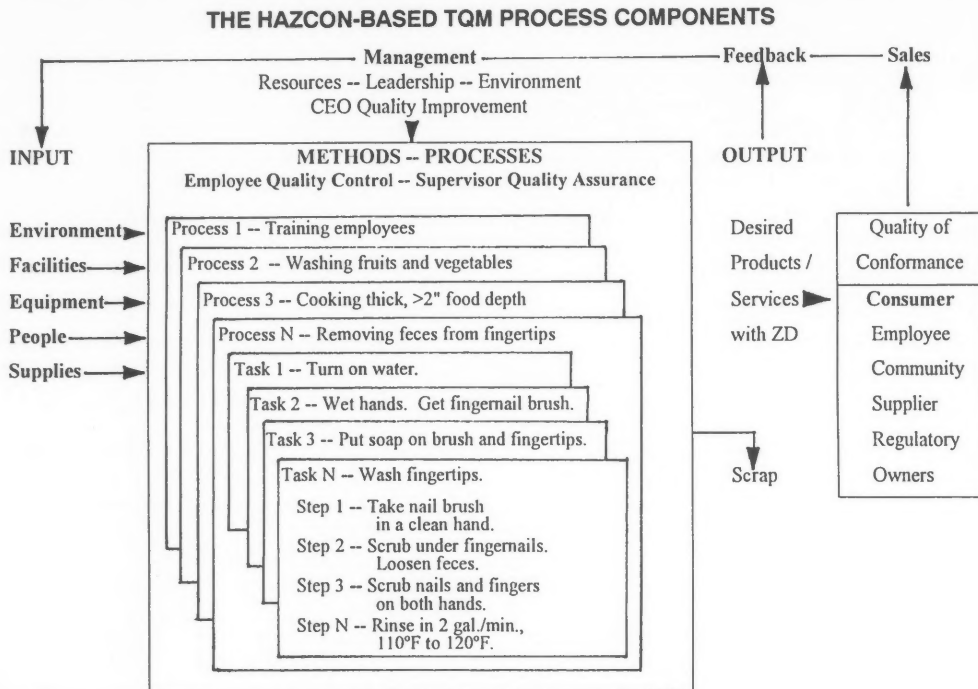 THE HAZCON-BASED TQM PROCESS COMPONENTS
Management
Feedback
Sales
Resources -- Leadership -- Environment
CEO Quality Improvement
INPUT
METHODS -- PROCESSES
OUTPUT
Employee Quality Control -- Supervisor Quality Assurance
Environment
Facilities
Equipment
People
Supplies
Process 1 -- Training employees
Process 2 -- Washing fruits and vegetables
Process 3 -- Cooking thick, >2" food depth
Process N -- Removing feces from fingertips
Task 1 -- Turn on water.
Task 2 -- Wet hands. Get fingernail brush.
Task 3 -- Put soap on brush and fingertips.
Task N -- Wash fingertips.
Step 1 -- Take nail brush
in a clean hand.
Step 2 -- Scrub under fingernails.
Loosen feces.
Step 3 -- Scrub nails and fingers
on both hands.
Step N -- Rinse in 2 gal./min.,
110°F to 120°F.
Desired
Products /
Services
with ZD
Scrap
Quality of
Conformance
Consumer
Employee
Community
Supplier
Regulatory
Owners